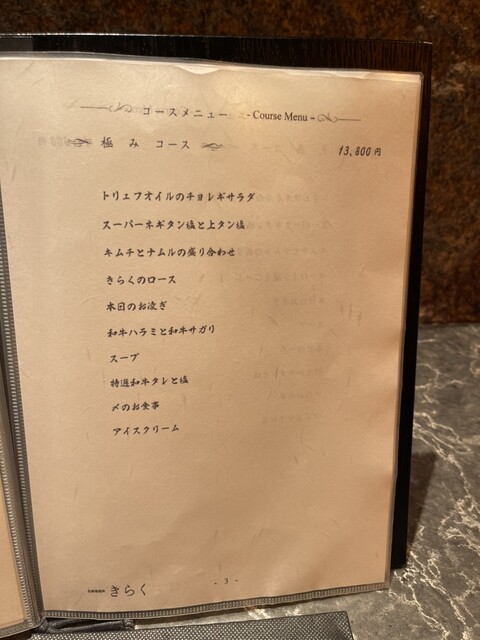 コースメニュー - Course Menu -
極 み コース
13,800円
トリュフオイルのチョレギサラダ
スーパーネギタン塩と上タン塩
キムチとナムルの盛り合わせ
きらくのロース
本日のお凌ぎ
和牛ハラミと和牛サガリ
スープ
特選和牛タレと塩
〆のお食事
アイスクリーム
- 3 -
きらく